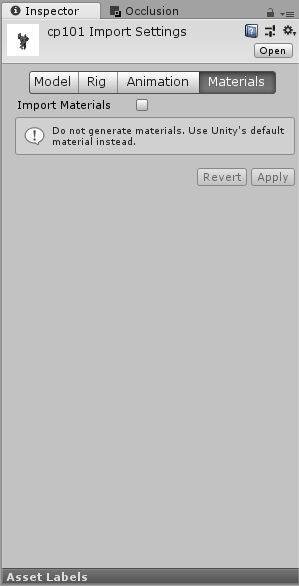 Inspector
Occlusion
cp101 Import Settings
Open
Model
Rig
Animation
Materials
Import Materials
Do not generate materials. Use Unity's default
material instead.
Revert
Apply
Asset Labels